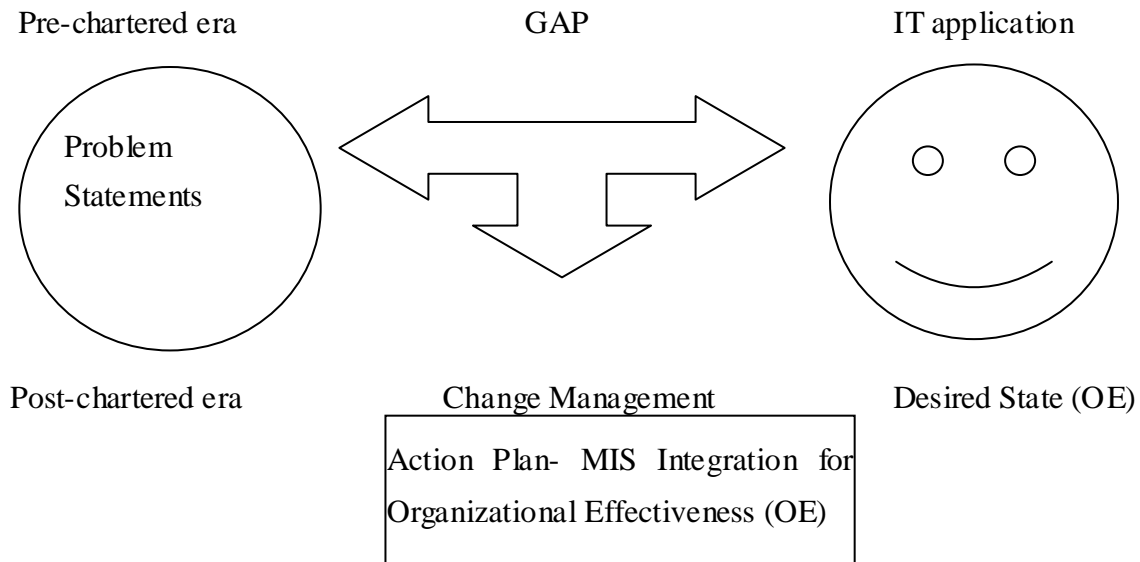 Pre-chartered era
GAP
IT application
Problem
Statements
Post-chartered era
Change Management
Desired State (OE)
Action Plan- MIS Integration for
Organizational Effectiveness (OE)